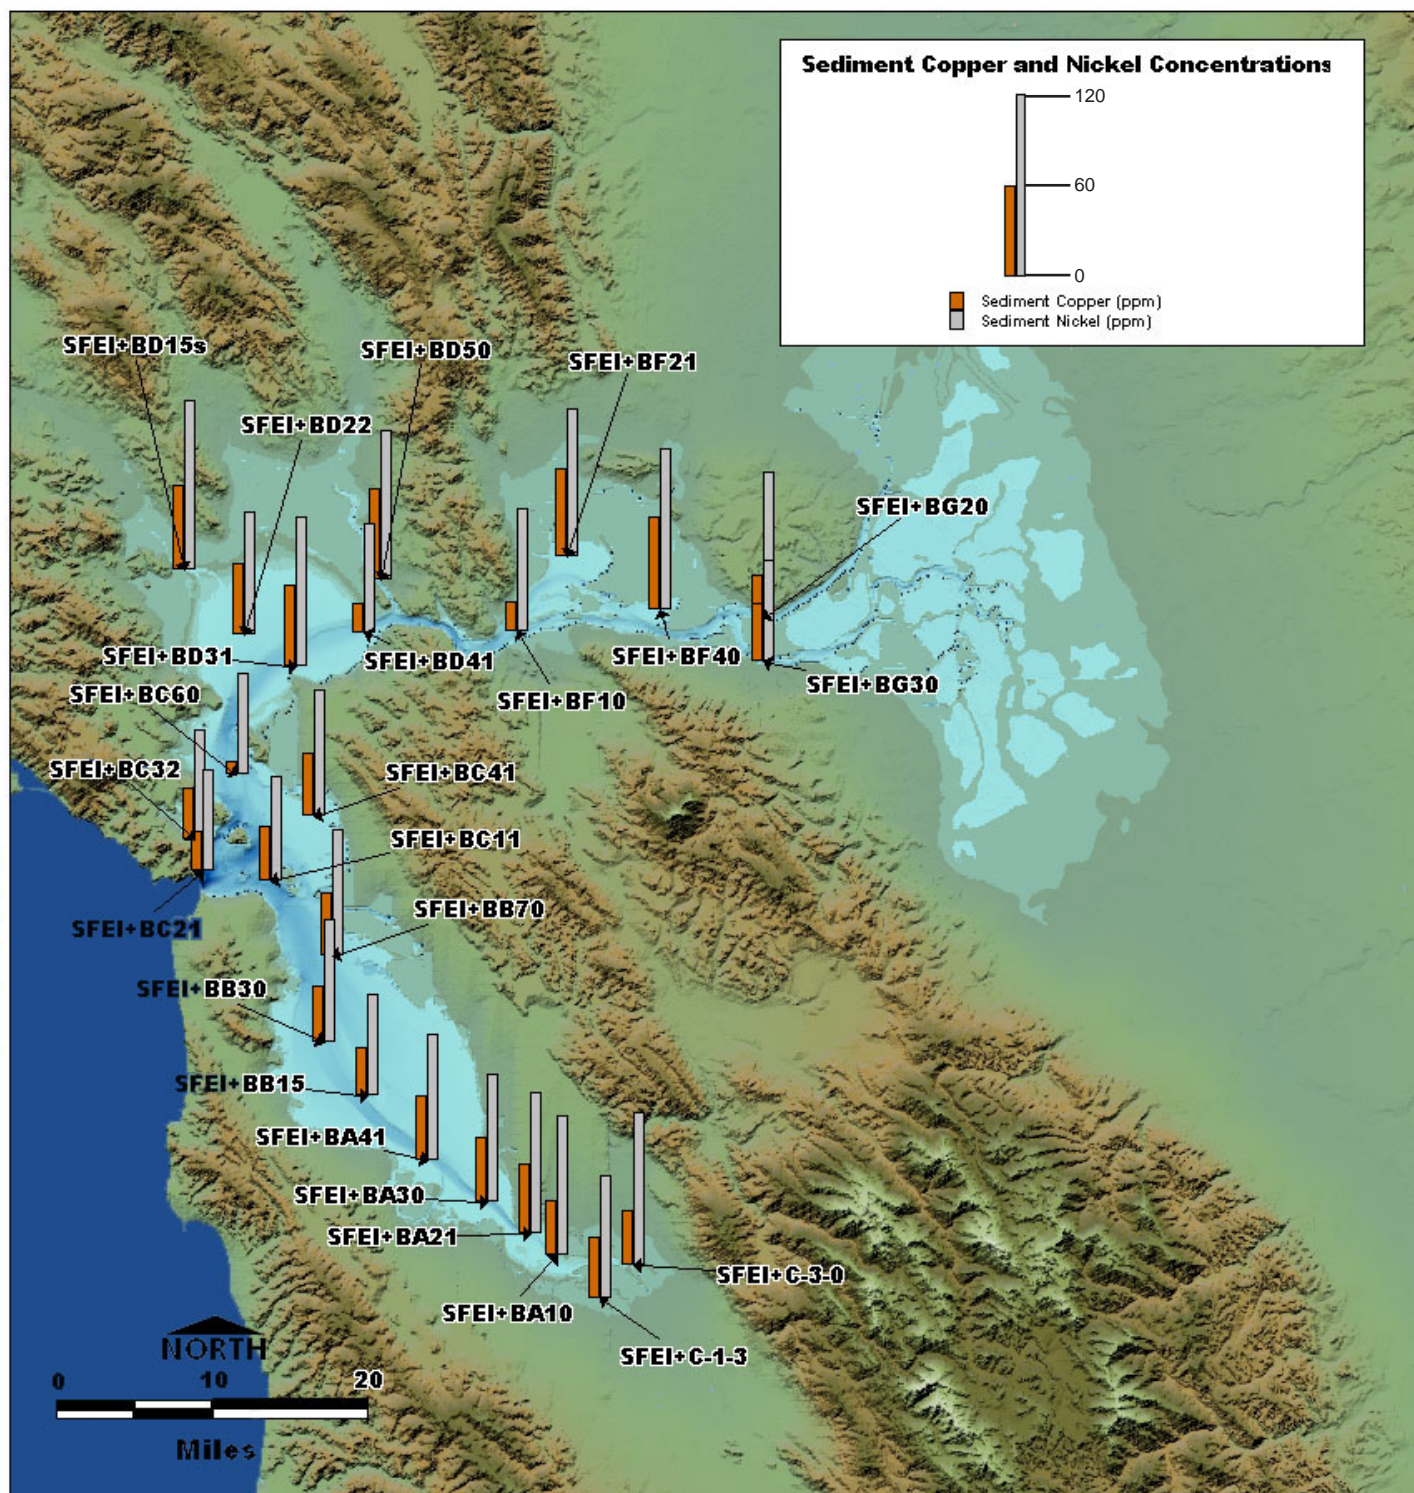 Sediment Copper and Nickel Concentrations
120
60
0
Sediment Copper (ppm)
Sediment Nickel (ppm)
SFEI+BD15s
SFEI+BD50
SFEI+BF21
SFEI+BD22
SFEI+BG20
SFEI+BD31
SFEI+BD41
SFEI+BF40
SFEI+BG30
SFEI+BC60
SFEI+BF10
SFEI+BC32
SFEI+BC41
SFEI+BC11
SFEI+BC21
SFEI+BB70
SFEI+BB30
SFEI+BB15
SFEI+BA41
SFEI+BA30
SFEI+BA21
SFEI+C-3-0
SFEI+BA10
SFEI+C-1-3
NORTH
0 10 20
Miles